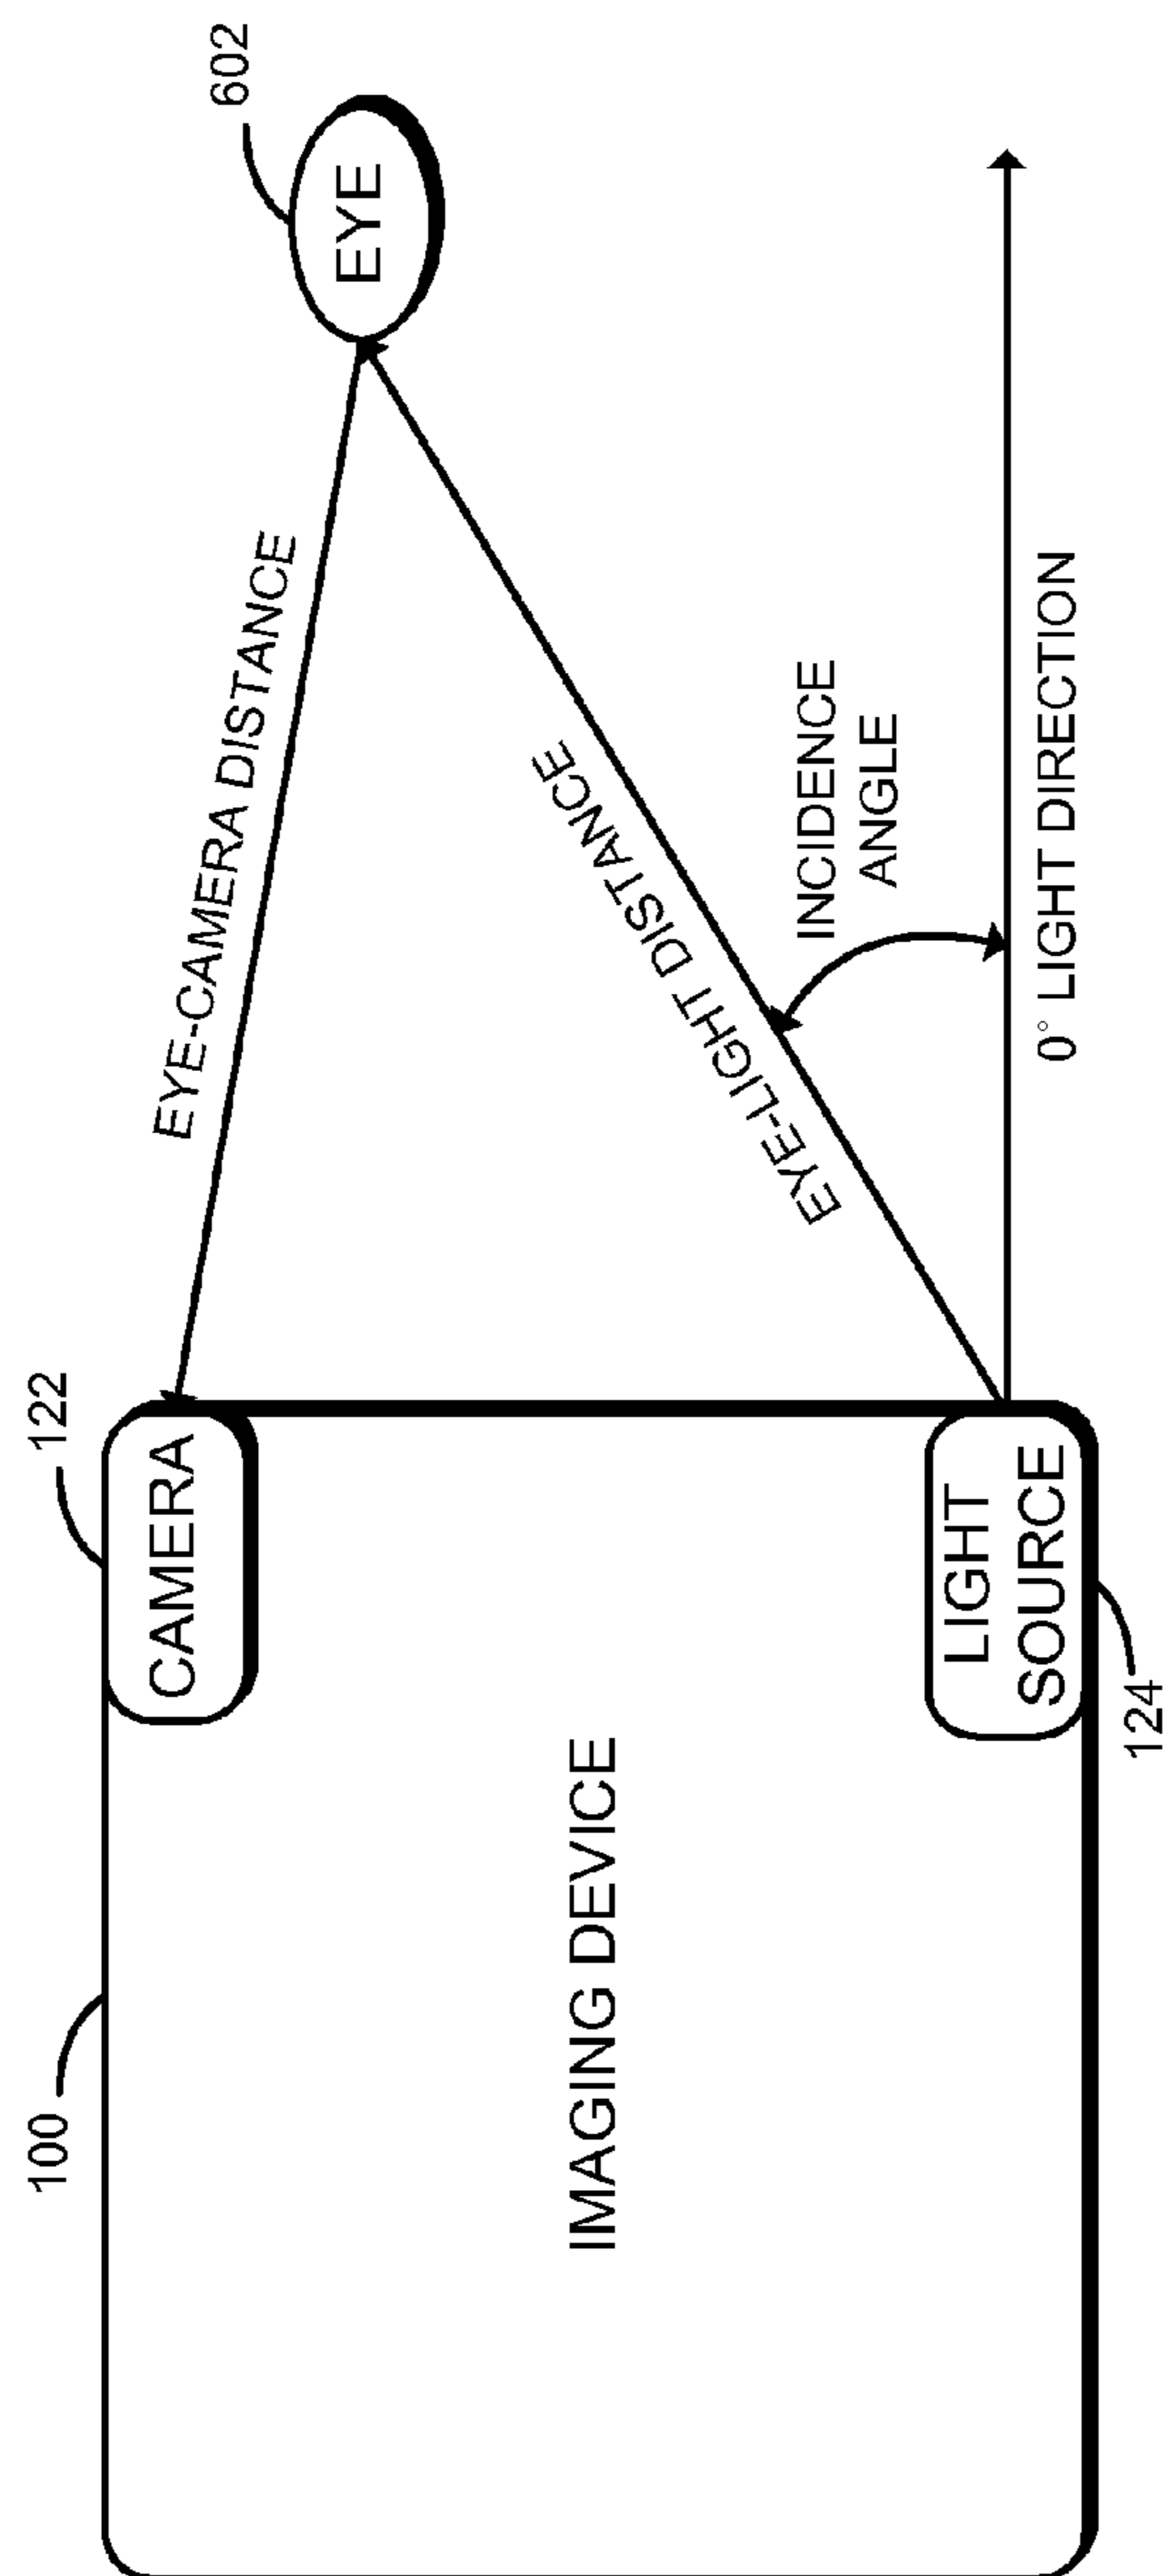 100
122
602
IMAGING DEVICE
CAMERA
EYE-CAMERA DISTANCE
EYE
EYE-LIGHT DISTANCE
INCIDENCE
ANGLE
LIGHT
SOURCE
0° LIGHT DIRECTION
124